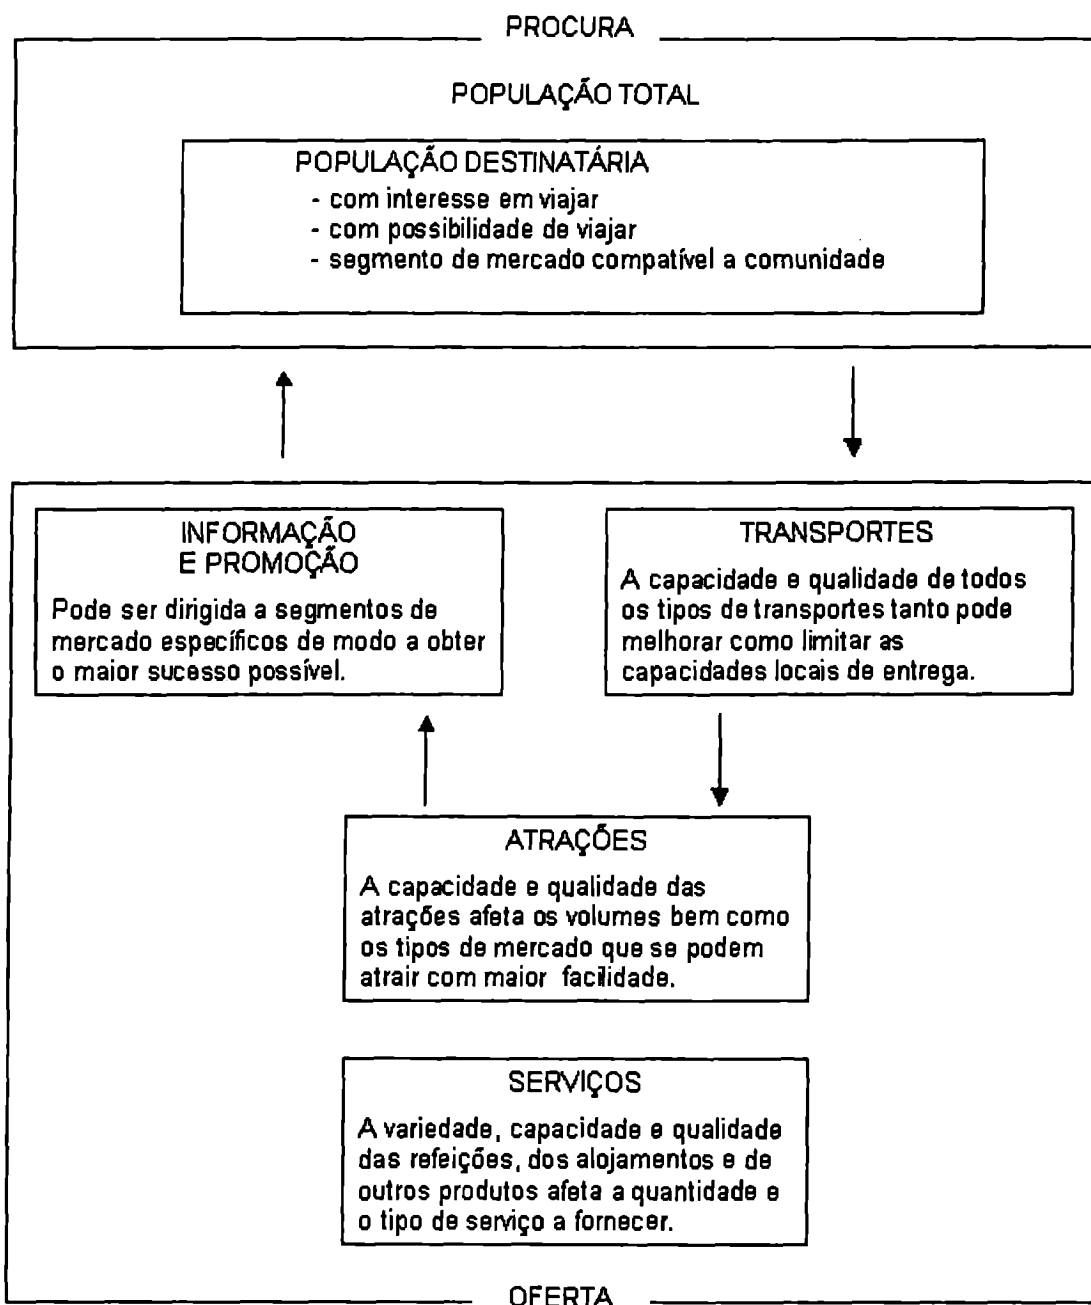 PROCURA
POPULAÇÃO TOTAL
POPULAÇÃO DESTINATÁRIA
- com interesse em viajar
- com possibilidade de viajar
- segmento de mercado compatível a comunidade
INFORMAÇÃO
E PROMOÇÃO
Pode ser dirigida a segmentos de
mercado específicos de modo a obter
o maior sucesso possível.
TRANSPORTES
A capacidade e qualidade de todos
os tipos de transportes tanto pode
melhorar como limitar as
capacidades locais de entrega.
ATRAÇÕES
A capacidade e qualidade das
atrações afeta os volumes bem como
os tipos de mercado que se podem
atrair com maior facilidade.
SERVIÇOS
A variedade, capacidade e qualidade
das refeições, dos alojamentos e de
outros produtos afeta a quantidade e
o tipo de serviço a fornecer.
OFERTA